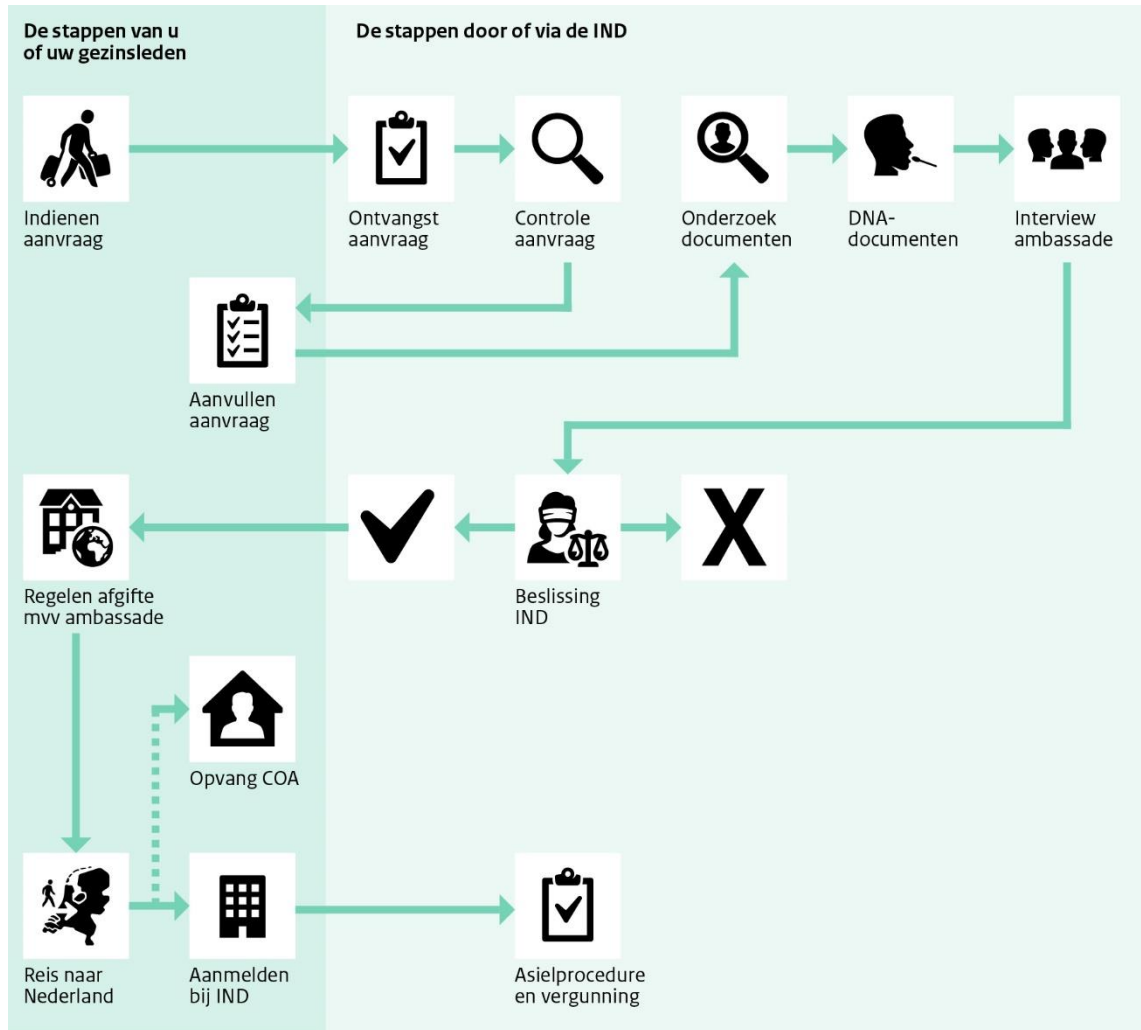 De stappen van u
of uw gezinsleden
De stappen door of via de IND
Indienen
aanvraag
Ontvangst
aanvraag
Controle
aanvraag
Onderzoek
documenten
DNA-
documenten
Interview
ambassade
Aanvullen
aanvraag
Regelen afgifte
mvv ambassade
X
Beslissing
IND
Opvang COA
Reis naar
Nederland
Aanmelden
bij IND
Asielprocedure
en vergunning